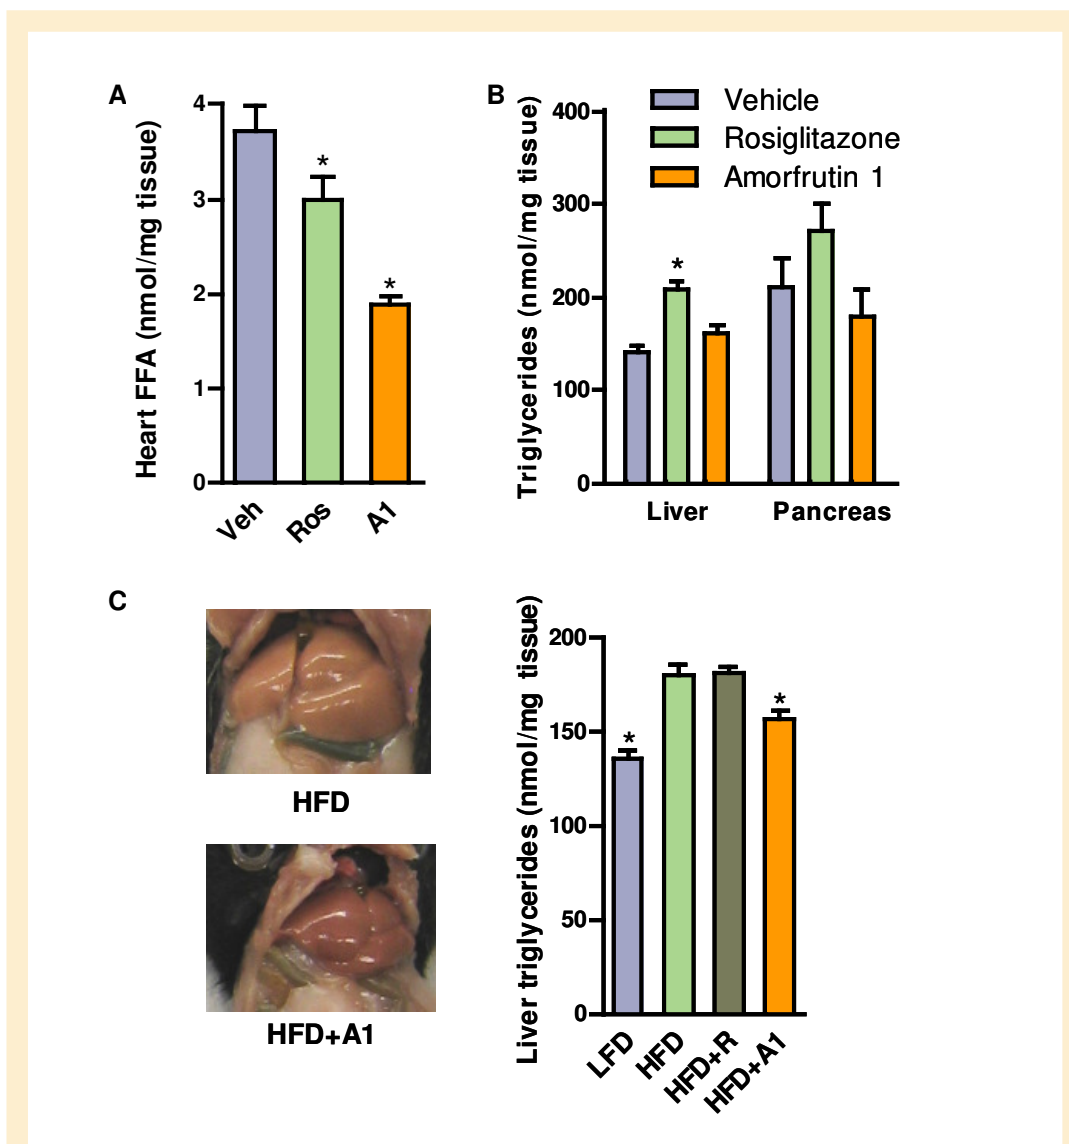 A
Heart FFA (nmol/mg tissue)
4
3
2
1
0
*
*
Veh
Ros
A1
B
Triglycerides (nmol/mg tissue)
400
300
200
100
0
Vehicle
Rosiglitazone
Amorfrutin 1
*
Liver
Pancreas
C
HFD
HFD+A1
Liver triglycerides (nmol/mg tissue)
200
150
100
50
0
*
*
LFD
HFD
HFD+R
HFD+A1